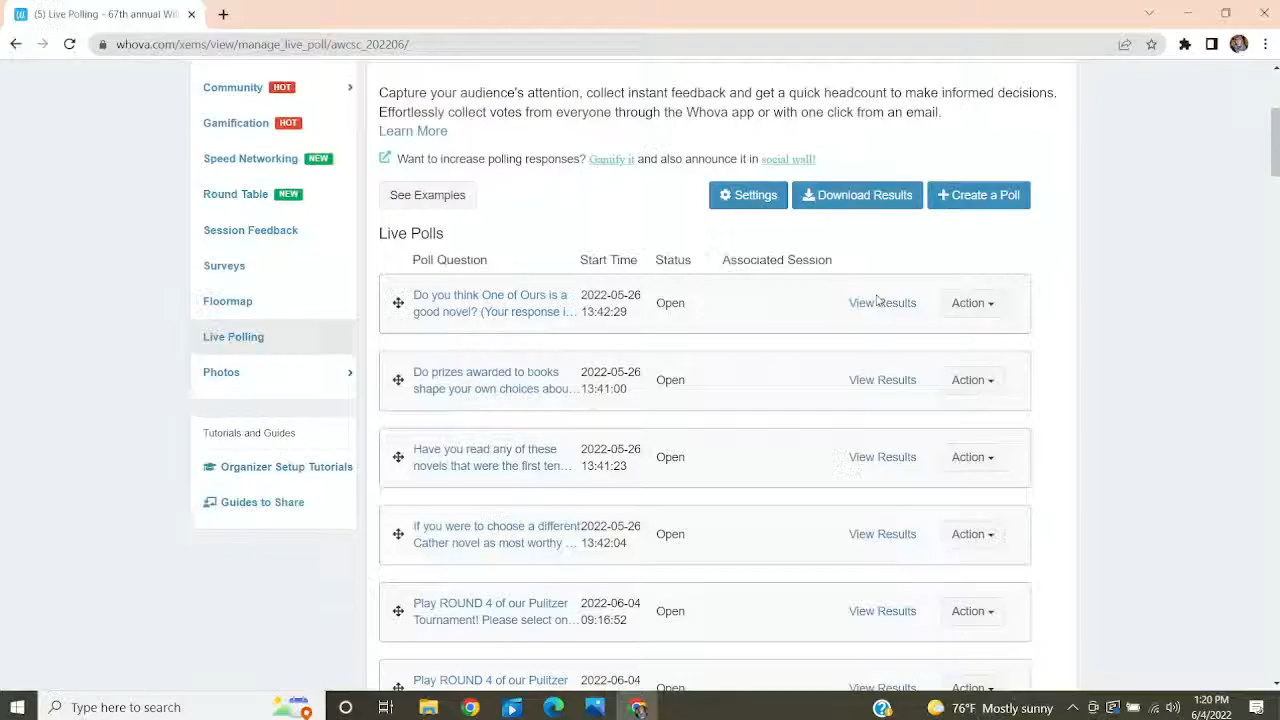 (5) Live Polling - 67th annual Will
whova.com/xems/view/manage_live_poll/awcsc_202206/
Community HOT
Gamification HOT
Speed Networking NEW
Round Table NEW
Session Feedback
Surveys
Floormap
Live Polling
Photos
Tutorials and Guides
Organizer Setup Tutorials
Guides to Share
Capture your audience's attention, collect instant feedback and get a quick headcount to make informed decisions.
Effortlessly collect votes from everyone through the Whova app or with one click from an email.
Learn More
Want to increase polling responses? Gamify it and also announce it in social wall!
See Examples
Settings
Download Results
Create a Poll
Live Polls
Poll Question Start Time Status Associated Session
Do you think One of Ours is a 2022-05-26
good novel? (Your response i... 13:42:29
Open View Results Action
Do prizes awarded to books 2022-05-26
shape your own choices abou... 13:41:00
Open View Results Action
Have you read any of these 2022-05-26
novels that were the first ten... 13:41:23
Open View Results Action
If you were to choose a different 2022-05-26
Cather novel as most worthy ... 13:42:04
Open View Results Action
Play ROUND 4 of our Pulitzer 2022-06-04
Tournament! Please select on... 09:16:52
Open View Results Action
Play ROUND 4 of our Pulitzer 2022-06-04
Open View Results Action
Type here to search
76°F Mostly sunny
1:20 PM
6/4/2022